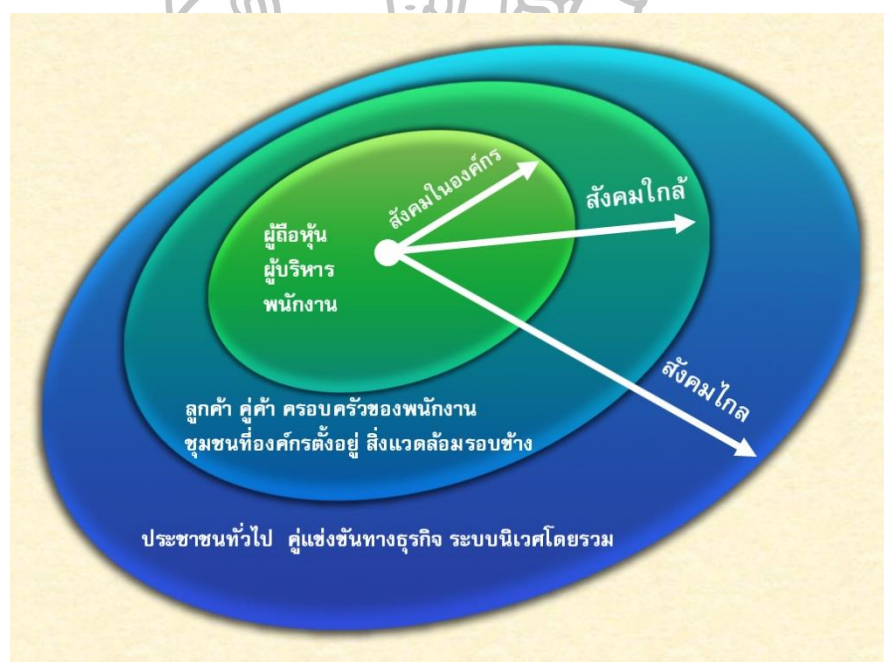 สังคมในองค์กร
สังคมใกล้
ผู้ถือหุ้น
ผู้บริหาร
พนักงาน
สังคมไกล
ลูกค้า คู่ค้า ครอบครัวของพนักงาน
ชุมชนที่องค์กรตั้งอยู่ สิ่งแวดล้อมรอบข้าง
ประชาชนทั่วไป คู่แข่งขันทางธุรกิจ ระบบนิเวศโดยรวม